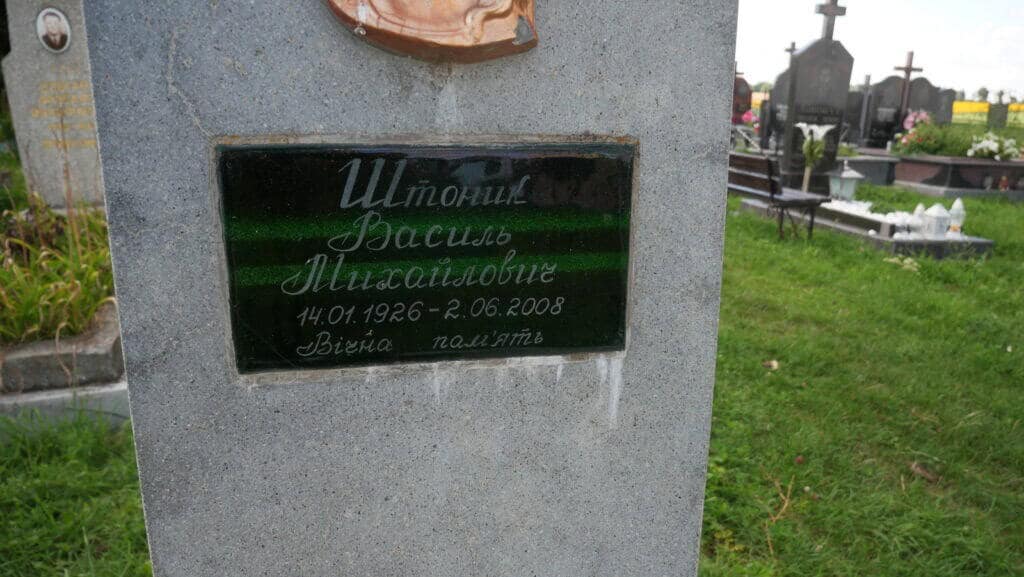 Штоник
Василь
Михайлович
14.01.1926 - 2.06.2008
Вічна пам'ять